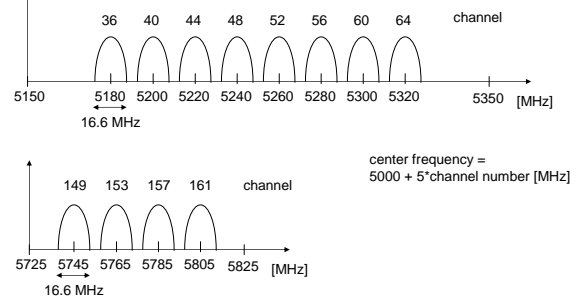 36 40 44 48 52 56 60 64 channel
5150 5180 5200 5220 5240 5260 5280 5300 5320 5350 [MHz]
16.6 MHz
center frequency =
5000 + 5*channel number [MHz]
149 153 157 161 channel
5725 5745 5765 5785 5805 5825 [MHz]
16.6 MHz